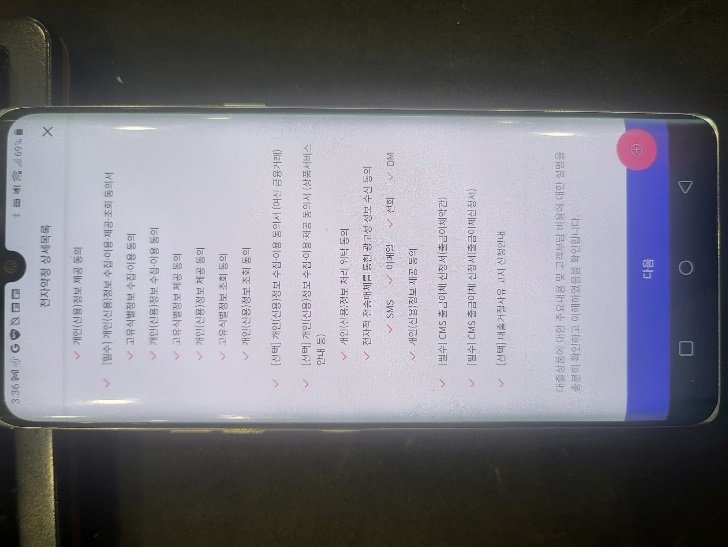 3:36
69%
전자약정 상세목록
개인(신용)정보 제공 동의
[필수] 개인(신용)정보 수집·이용·제공·조회 동의서
고유식별정보 수집·이용 동의
개인(신용)정보 수집·이용 동의
고유식별정보 제공 동의
개인(신용)정보 제공 동의
고유식별정보 조회 동의
개인(신용)정보 조회 동의
[선택] 개인(신용)정보 수집·이용 동의서 (여신 금융거래)
[선택] 개인(신용)정보 수집·이용·제공 동의서 (상품서비스
안내 등)
개인(신용)정보 처리 위탁 동의
전자적 전송매체를 통한 광고성 정보 수신 동의
SMS 이메일 전화 DM
개인(신용)정보 제공 동의
[필수] CMS 출금이체 신청서(출금이체약관)
[필수] CMS 출금이체 신청서(출금이체신청서)
[선택] 대출거절사유 고지 신청안내
대출상품에 대한 주요내용 및 고객부담 비용에 대한 설명을
충분히 확인하고 이해하였음을 확인합니다.
다음